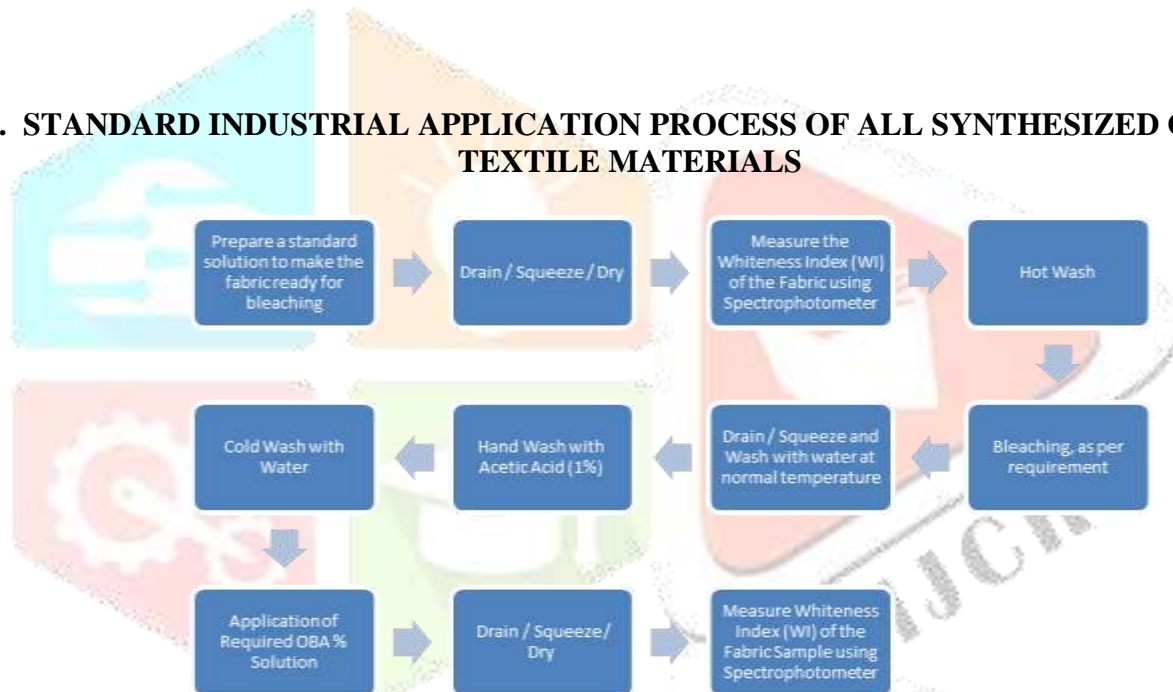 . STANDARD INDUSTRIAL APPLICATION PROCESS OF ALL SYNTHESIZED
TEXTILE MATERIALS
Prepare a standard
solution to make the
fabric ready for
bleaching
Drain / Squeeze / Dry
Measure the
Whiteness Index (WI)
of the Fabric using
Spectrophotometer
Hot Wash
Bleaching, as per
requirement
Drain / Squeeze and
Wash with water at
normal temperature
Hand Wash with
Acetic Acid (1%)
Cold Wash with
Water
Application of
Required OBA %
Solution
Drain / Squeeze /
Dry
Measure Whiteness
Index (WI) of the
Fabric Sample using
Spectrophotometer